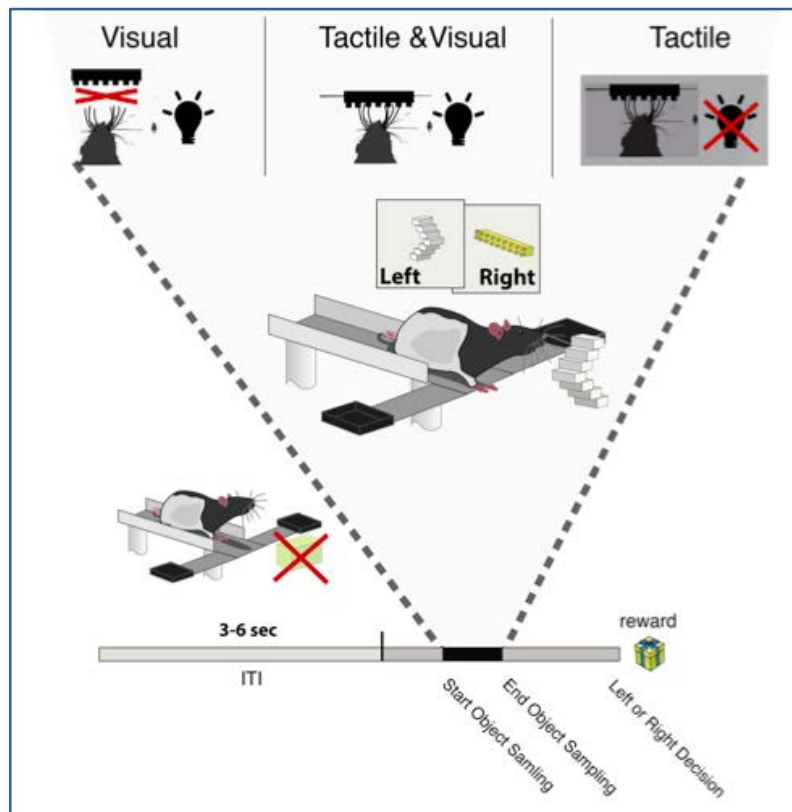 Visual
Tactile & Visual
Tactile
Left
Right
3-6 sec
reward
ITI
Start Object Samling
End Object Sampling
Left or Right Decision